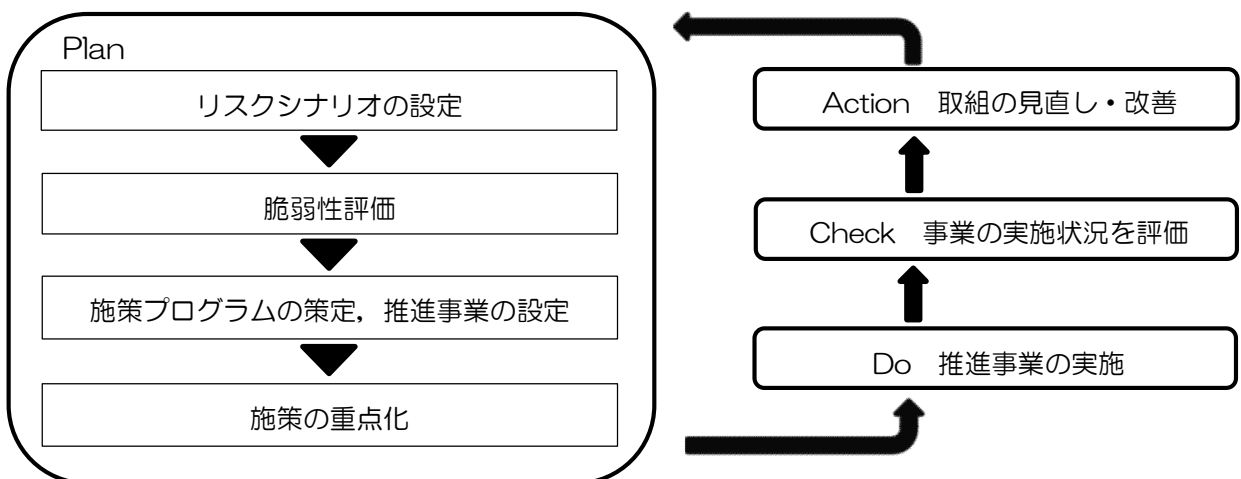 Plan
リスクシナリオの設定
脆弱性評価
施策プログラムの策定，推進事業の設定
施策の重点化
Action　取組の見直し・改善
Check　事業の実施状況を評価
Do　推進事業の実施